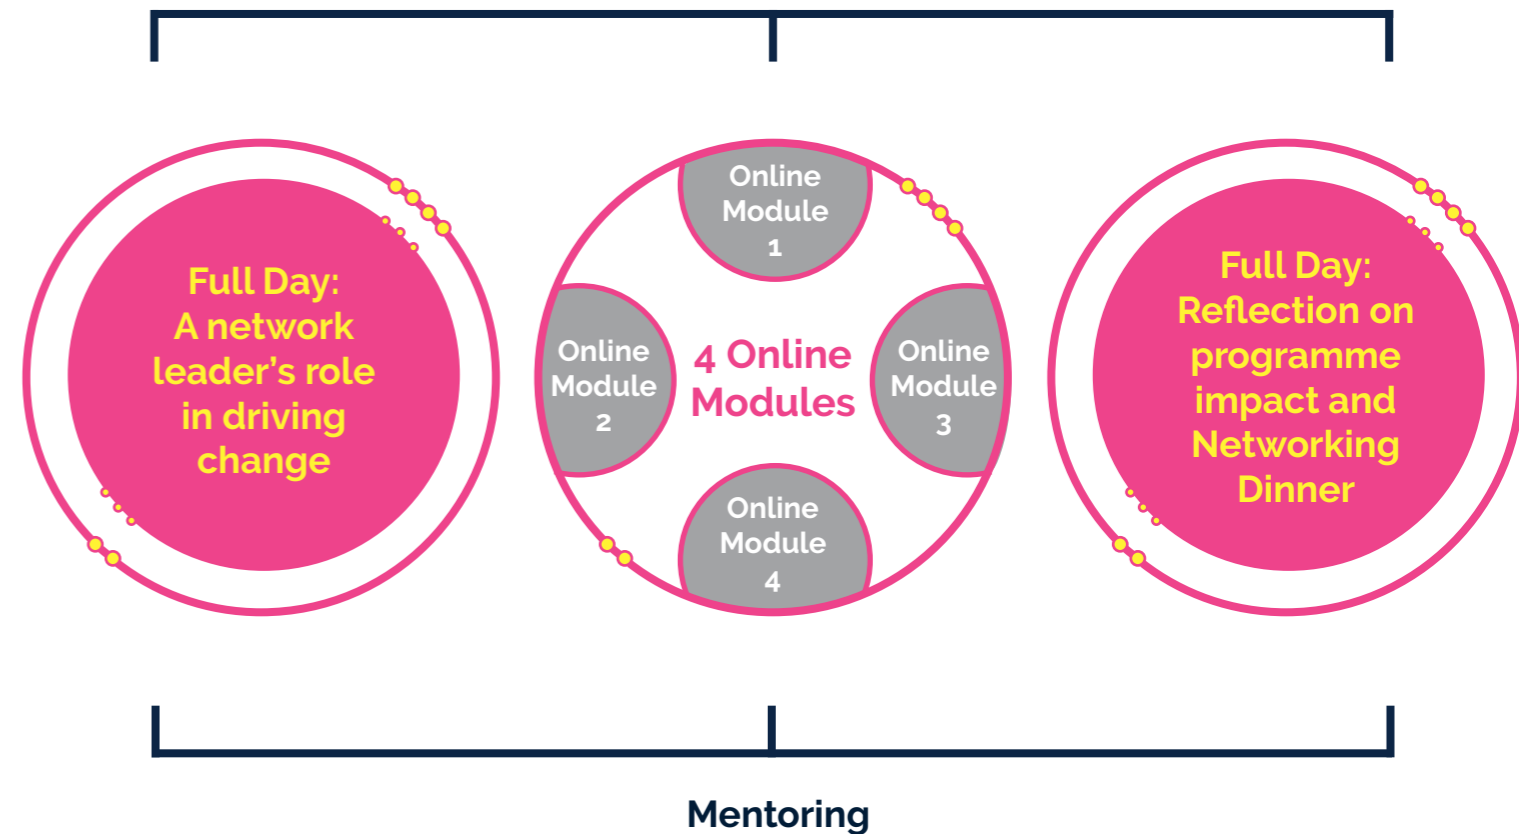 Full Day:
A network
leader’s role
in driving
change
Online
Module
1
Online
Module
2
4 Online
Modules
Online
Module
3
Online
Module
4
Full Day:
Reflection on
programme
impact and
Networking
Dinner
Mentoring